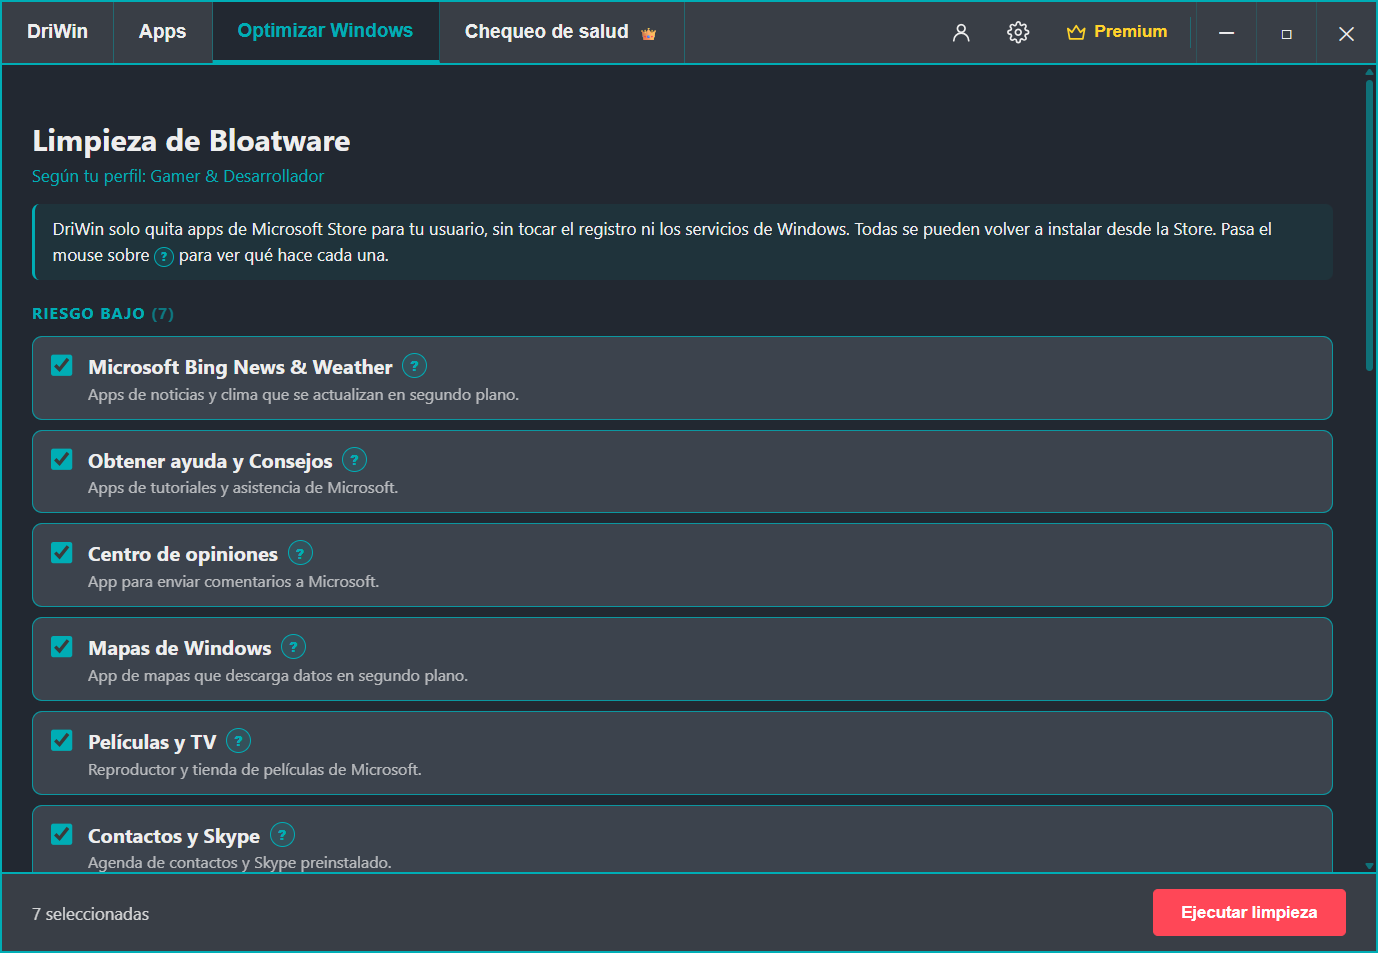 DriWin
Apps
Optimizar Windows
Chequeo de salud
Premium
Limpieza de Bloatware
Según tu perfil: Gamer & Desarrollador
DriWin solo quita apps de Microsoft Store para tu usuario, sin tocar el registro ni los servicios de Windows. Todas se pueden volver a instalar desde la Store. Pasa el
mouse sobre ? para ver qué hace cada una.
RIESGO BAJO (7)
Microsoft Bing News & Weather ?
Apps de noticias y clima que se actualizan en segundo plano.
Obtener ayuda y Consejos ?
Apps de tutoriales y asistencia de Microsoft.
Centro de opiniones ?
App para enviar comentarios a Microsoft.
Mapas de Windows ?
App de mapas que descarga datos en segundo plano.
Películas y TV ?
Reproductor y tienda de películas de Microsoft.
Contactos y Skype ?
Agenda de contactos y Skype preinstalado.
7 seleccionadas
Ejecutar limpieza